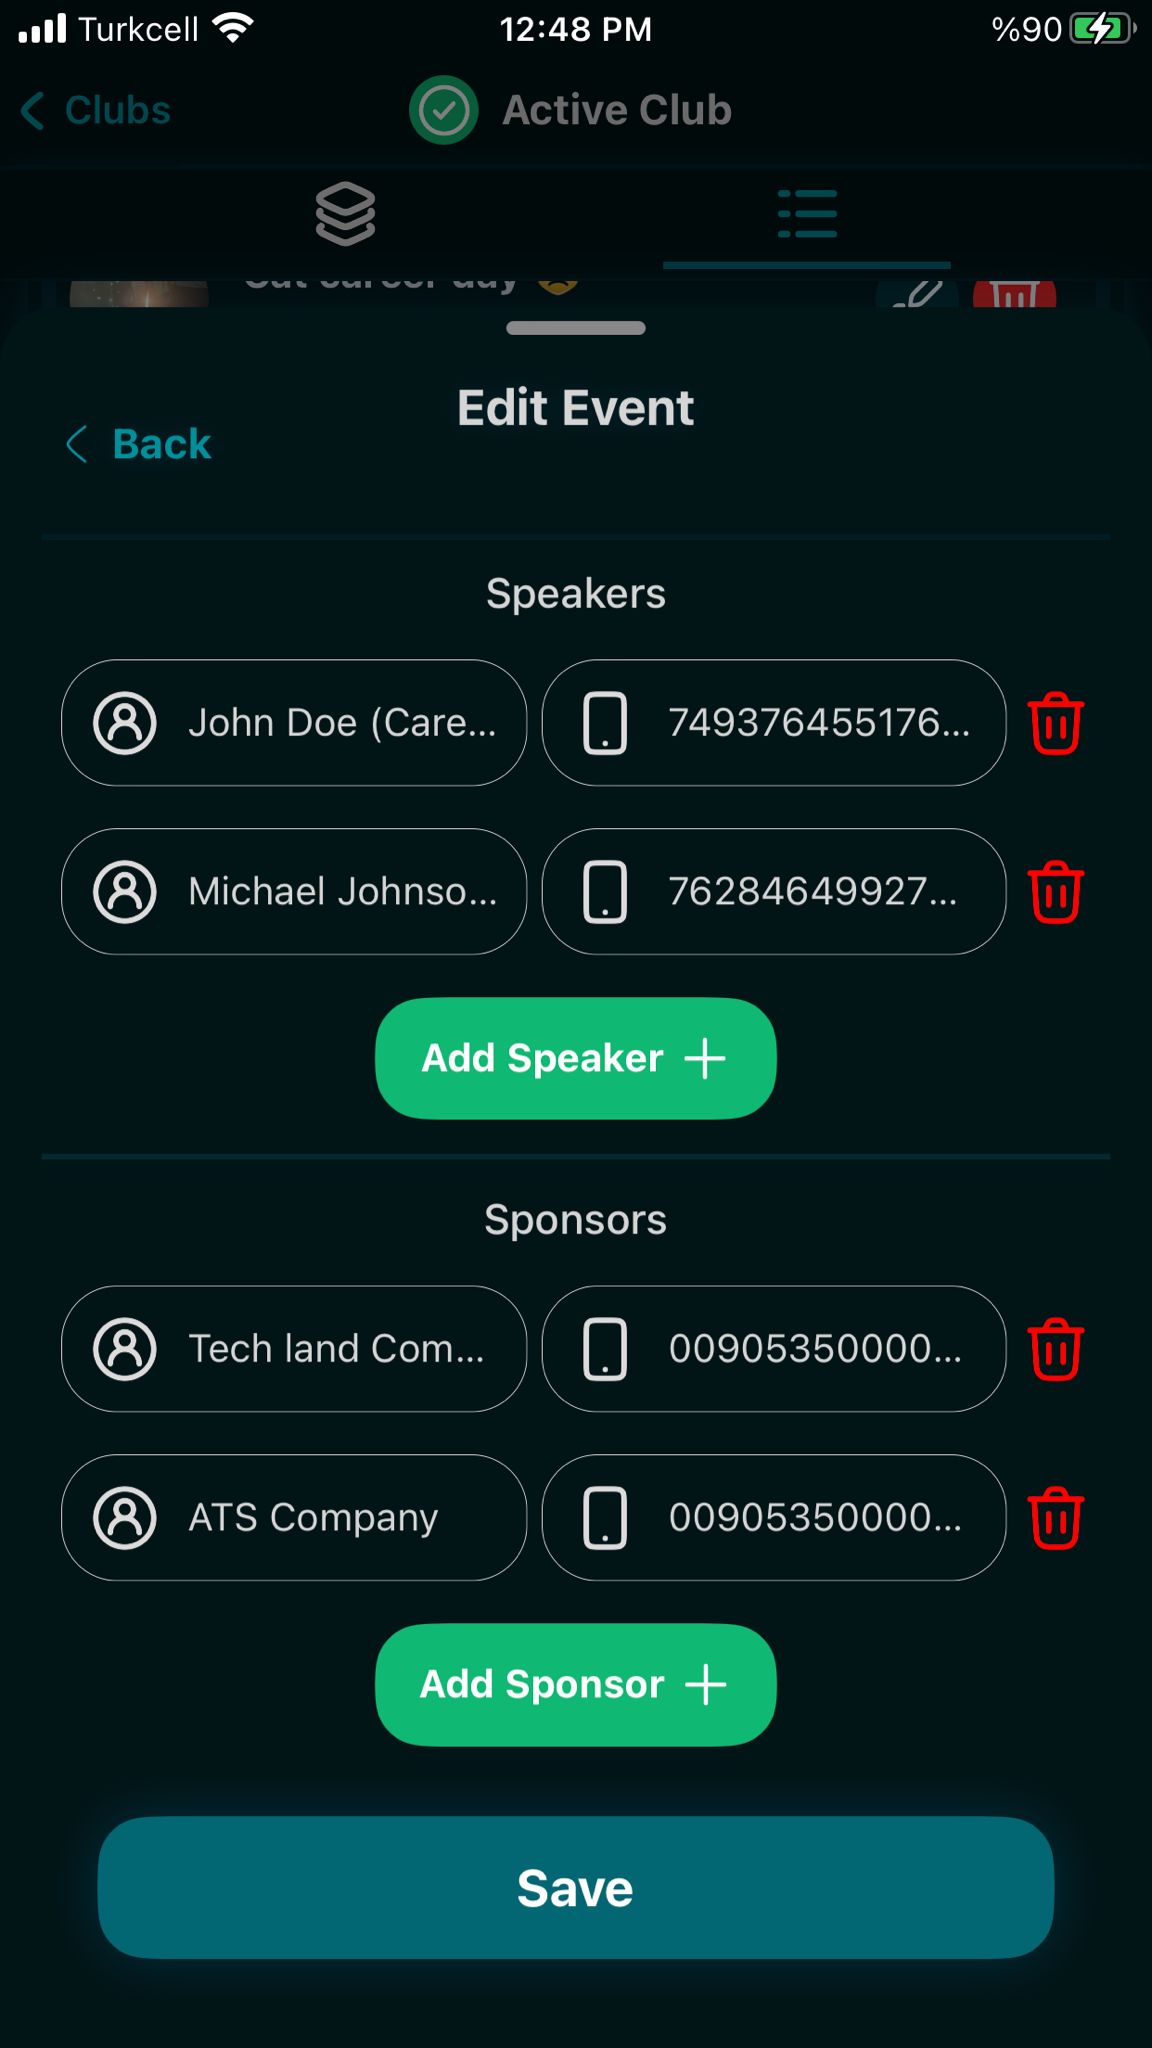 Turkcell 12:48 PM %90
Clubs Active Club
Edit Event
Back
Speakers
John Doe (Care... 749376455176...
Michael Johnso... 76284649927...
Add Speaker
Sponsors
Tech land Com... 00905350000...
ATS Company 00905350000...
Add Sponsor
Save